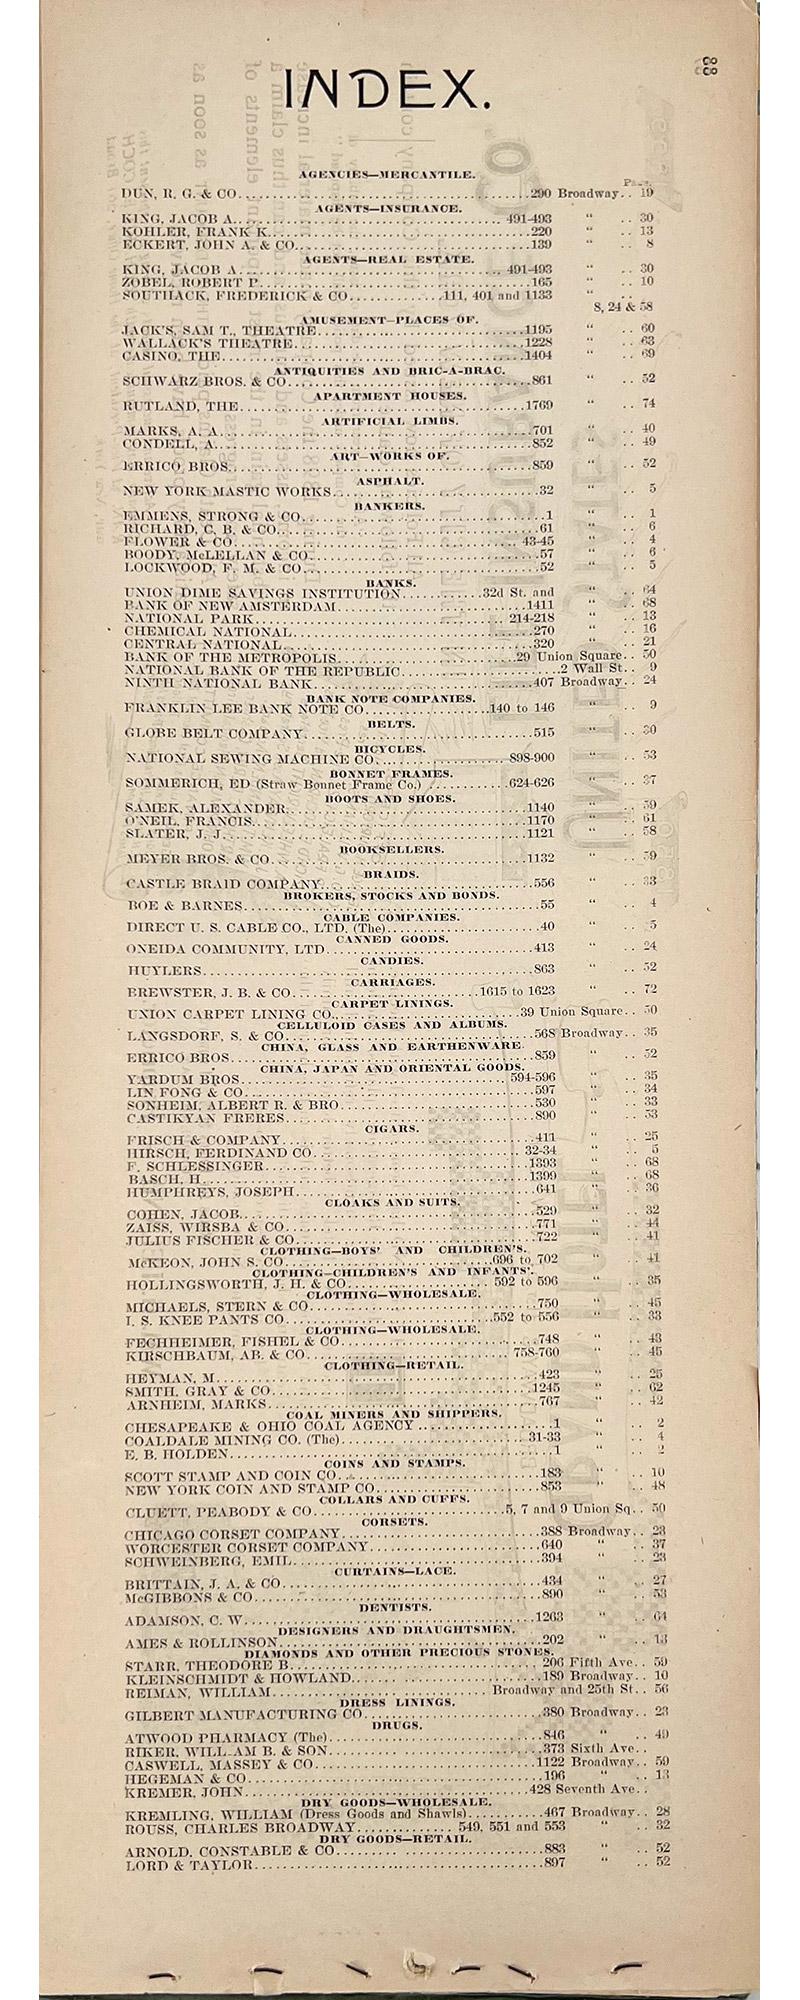 88
INDEX.
AGENCIES—MERCANTILE.
Page.
DUN, R. G. & CO. 290 Broadway.. 19
AGENTS—INSURANCE.
KING, JACOB A. 491-493 “ .. 30
KOHLER, FRANK K. 220 “ .. 13
ECKERT, JOHN A. & CO. 139 “ .. 8
AGENTS—REAL ESTATE.
KING, JACOB A. 491-493 “ .. 30
ZOBEL, ROBERT P. 165 “ .. 10
SOUTHACK, FREDERICK & CO. 111, 401 and 1133 “ ..
8, 24 & 58
AMUSEMENT—PLACES OF.
JACK'S, SAM T., THEATRE. 1195 “ .. 60
WALLACK'S THEATRE. 1228 “ .. 63
CASINO, THE. 1404 “ .. 69
ANTIQUITIES AND BRIC-A-BRAC.
SCHWARZ BROS. & CO. 861 “ .. 52
APARTMENT HOUSES.
RUTLAND, THE. 1769 “ .. 74
ARTIFICIAL LIMBS.
MARKS, A. A. 701 “ .. 40
CONDELL, A. 852 “ .. 49
ART—WORKS OF.
ERRICO BROS. 859 “ .. 52
ASPHALT.
NEW YORK MASTIC WORKS. 32 “ .. 5
BANKERS.
EMMENS, STRONG & CO. 1 “ .. 1
RICHARD, C. B. & CO. 61 “ .. 6
FLOWER & CO. 43-45 “ .. 4
BOODY, McLELLAN & CO. 57 “ .. 6
LOCKWOOD, F. M. & CO. 52 “ .. 5
BANKS.
UNION DIME SAVINGS INSTITUTION. 32d St. and “ .. 64
BANK OF NEW AMSTERDAM. 1411 “ .. 68
NATIONAL PARK. 214-218 “ .. 13
CHEMICAL NATIONAL. 270 “ .. 16
CENTRAL NATIONAL. 320 “ .. 21
BANK OF THE METROPOLIS. 29 Union Square.. 50
NATIONAL BANK OF THE REPUBLIC. 2 Wall St.. 9
NINTH NATIONAL BANK. 407 Broadway.. 24
BANK NOTE COMPANIES.
FRANKLIN LEE BANK NOTE CO. 140 to 146 “ .. 9
BELTS.
GLOBE BELT COMPANY. 515 “ .. 30
BICYCLES.
NATIONAL SEWING MACHINE CO. 898-900 “ .. 53
BONNET FRAMES.
SOMMERICH, ED (Straw Bonnet Frame Co.) 624-626 “ .. 37
BOOTS AND SHOES.
SAMEK, ALEXANDER. 1140 “ .. 59
O'NEIL, FRANCIS. 1170 “ .. 61
SLATER, J. J. 1121 “ .. 58
BOOKSELLERS.
MEYER BROS. & CO. 1132 “ .. 59
BRAIDS.
CASTLE BRAID COMPANY. 556 “ .. 33
BROKERS, STOCKS AND BONDS.
BOE & BARNES. 55 “ .. 4
CABLE COMPANIES.
DIRECT U. S. CABLE CO., LTD. (The). 40 “ .. 5
CANNED GOODS.
ONEIDA COMMUNITY, LTD. 413 “ .. 24
CANDIES.
HUYLERS. 863 “ .. 52
CARRIAGES.
BREWSTER, J. B. & CO. 1615 to 1623 “ .. 72
CARPET LININGS.
UNION CARPET LINING CO. 39 Union Square.. 50
CELLULOID CASES AND ALBUMS.
LANGSDORF, S. & CO. 568 Broadway.. 35
CHINA, GLASS AND EARTHENWARE.
ERRICO BROS. 859 “ .. 52
CHINA, JAPAN AND ORIENTAL GOODS.
YARDUM BROS. 594-596 “ .. 35
LIN FONG & CO. 597 “ .. 34
SONHEIM, ALBERT R. & BRO. 530 “ .. 33
CASTIKYAN FRERES. 890 “ .. 53
CIGARS.
FRISCH & COMPANY. 411 “ .. 25
HIRSCH, FERDINAND CO. 32-34 “ .. 5
F. SCHLESSINGER. 1393 “ .. 68
BASCH, H. 1399 “ .. 68
HUMPHREYS, JOSEPH. 641 “ .. 36
CLOAKS AND SUITS.
COHEN, JACOB. 529 “ .. 32
ZAISS, WIRSBA & CO. 771 “ .. 44
JULIUS FISCHER & CO. 722 “ .. 41
CLOTHING—BOYS' AND CHILDREN'S.
McKEON, JOHN S. CO. 696 to 702 “ .. 41
CLOTHING—CHILDREN'S AND INFANTS'.
HOLLINGSWORTH, J. H. & CO. 592 to 596 “ .. 35
CLOTHING—WHOLESALE.
MICHAELS, STERN & CO. 750 “ .. 45
I. S. KNEE PANTS CO. 552 to 556 “ .. 33
CLOTHING—WHOLESALE.
FECHHEIMER, FISHEL & CO. 748 “ .. 43
KIRSCHBAUM, AB. & CO. 758-760 “ .. 45
CLOTHING—RETAIL.
HEYMAN, M. 423 “ .. 25
SMITH, GRAY & CO. 1245 “ .. 62
ARNHEIM, MARKS. 767 “ .. 42
COAL MINERS AND SHIPPERS.
CHESAPEAKE & OHIO COAL AGENCY. 1 “ .. 2
COALDALE MINING CO. (The). 31-33 “ .. 4
E. B. HOLDEN. 1 “ .. 2
COINS AND STAMPS.
SCOTT STAMP AND COIN CO. 183 “ .. 10
NEW YORK COIN AND STAMP CO. 853 “ .. 48
COLLARS AND CUFFS.
CLUETT, PEABODY & CO. 5, 7 and 9 Union Sq.. 50
CORSETS.
CHICAGO CORSET COMPANY. 388 Broadway.. 23
WORCESTER CORSET COMPANY. 640 “ .. 37
SCHWEINBERG, EMIL. 394 “ .. 23
CURTAINS—LACE.
BRITTAIN, J. A. & CO. 434 “ .. 27
McGIBBONS & CO. 890 “ .. 53
DENTISTS.
ADAMSON, C. W. 1263 “ .. 64
DESIGNERS AND DRAUGHTSMEN.
AMES & ROLLINSON. 202 “ .. 13
DIAMONDS AND OTHER PRECIOUS STONES.
STARR, THEODORE B. 206 Fifth Ave.. 59
KLEINSCHMIDT & HOWLAND. 189 Broadway.. 10
REIMAN, WILLIAM. Broadway and 25th St.. 56
DRESS LININGS.
GILBERT MANUFACTURING CO. 380 Broadway.. 23
DRUGS.
ATWOOD PHARMACY (The). 846 “ .. 49
RIKER, WILL AM B. & SON. 373 Sixth Ave..
CASWELL, MASSEY & CO. 1122 Broadway.. 59
HEGEMAN & CO. 196 “ .. 13
KREMER, JOHN. 428 Seventh Ave..
DRY GOODS—WHOLESALE.
KREMLING, WILLIAM (Dress Goods and Shawls). 467 Broadway.. 28
ROUSS, CHARLES BROADWAY. 549, 551 and 553 “ .. 32
DRY GOODS—RETAIL.
ARNOLD, CONSTABLE & CO. 883 “ .. 52
LORD & TAYLOR. 897 “ .. 52